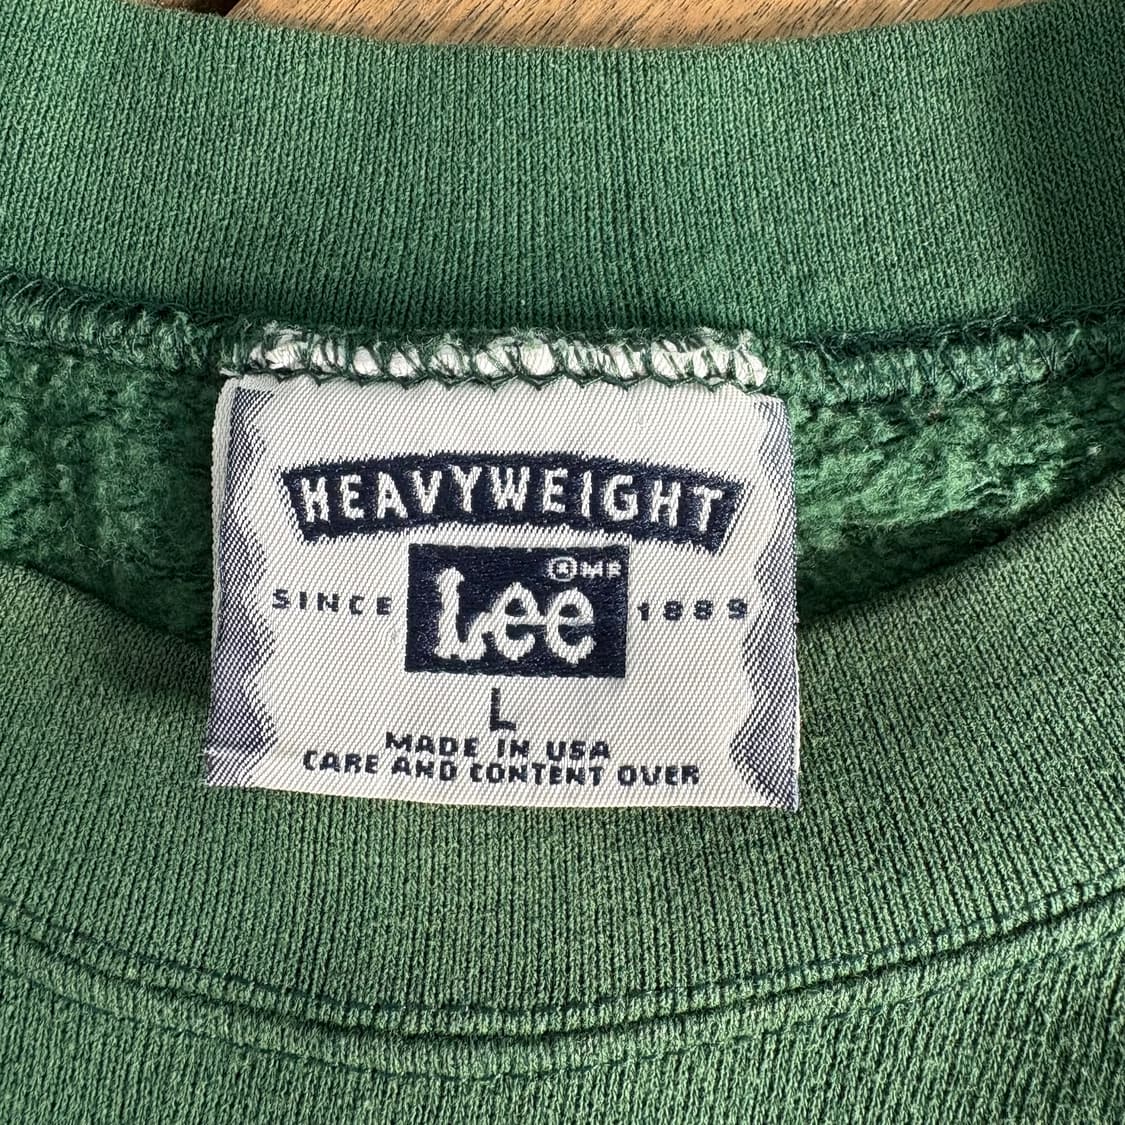 HEAVYWEIGHT
SINCE Lee ® MR 1889
L
MADE IN USA
CARE AND CONTENT OVER